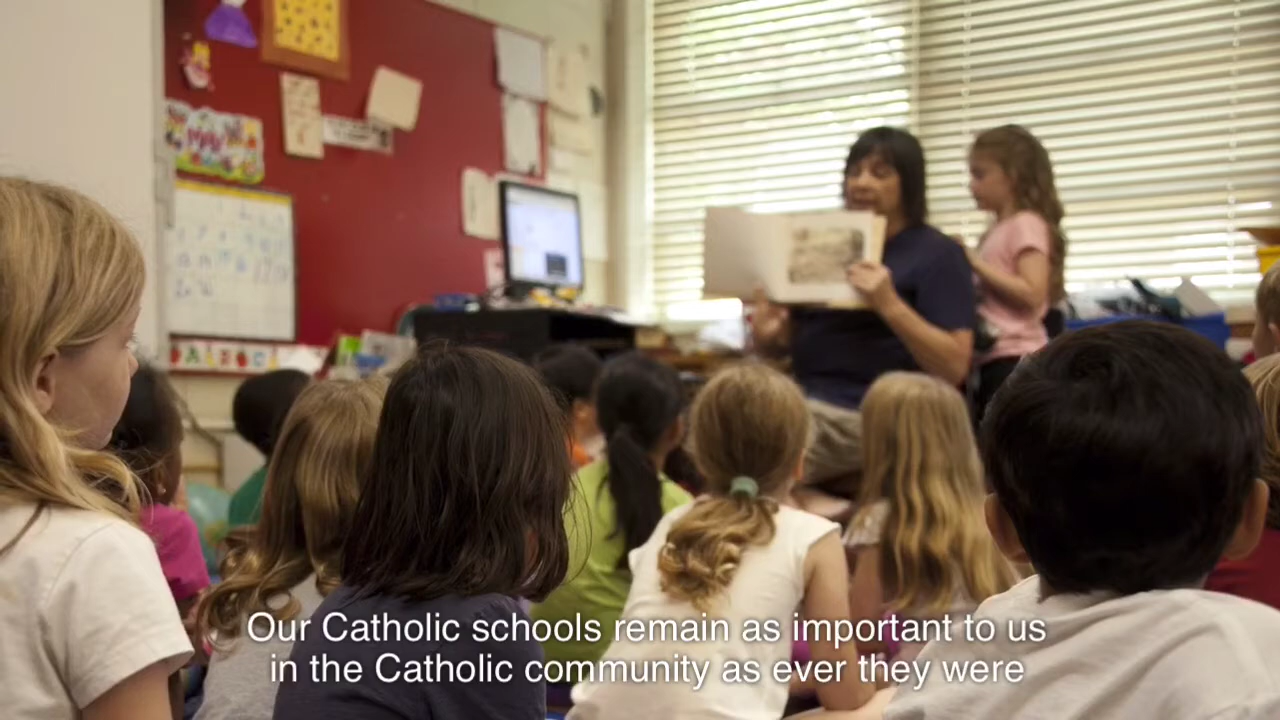 Our Catholic schools remain as important to us
in the Catholic community as ever they were